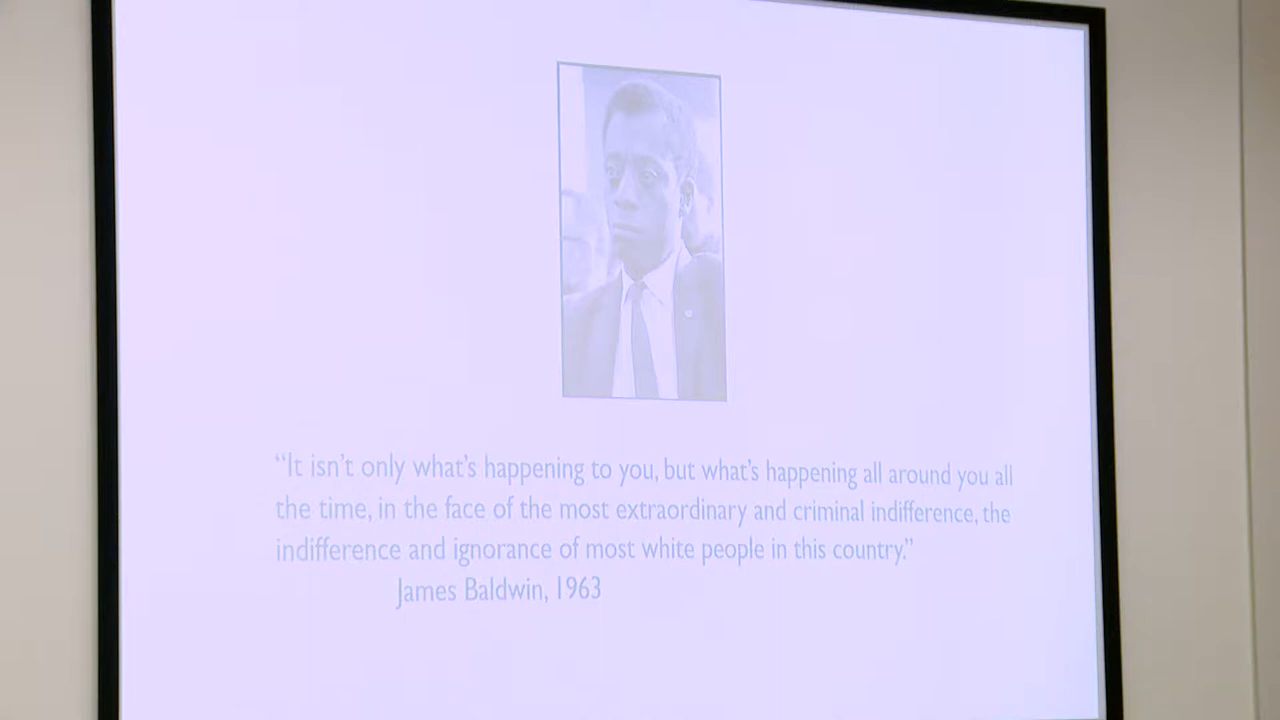 “It isn’t only what’s happening to you, but what’s happening all around you all
the time, in the face of the most extraordinary and criminal indifference, the
indifference and ignorance of most white people in this country.”
James Baldwin, 1963